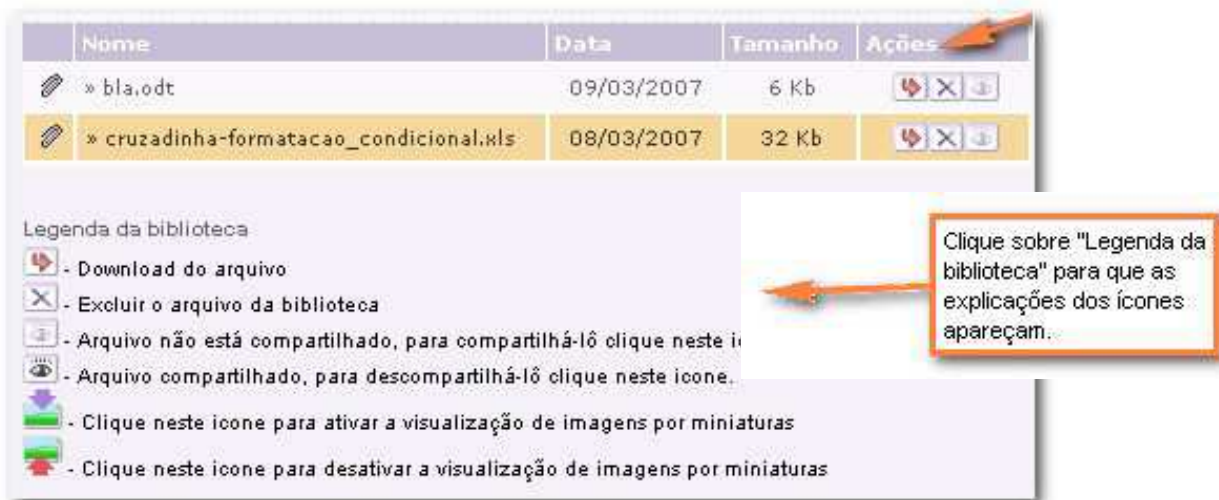 Nome Data Tamanho Ações
» bla.odt 09/03/2007 6 Kb
» cruzadinha-formatacao_condicional.xls 08/03/2007 32 Kb
Legenda da biblioteca
- Download do arquivo
- Excluir o arquivo da biblioteca
- Arquivo não está compartilhado, para compartilhá-lô clique neste
- Arquivo compartilhado, para descompartilhá-lô clique neste icone.
- Clique neste icone para ativar a visualização de imagens por miniaturas
- Clique neste icone para desativar a visualização de imagens por miniaturas
Clique sobre "Legenda da
biblioteca" para que as
explicações dos ícones
apareçam.